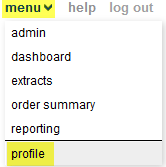 menu help log out
admin
dashboard
extracts
order summary
reporting
profile